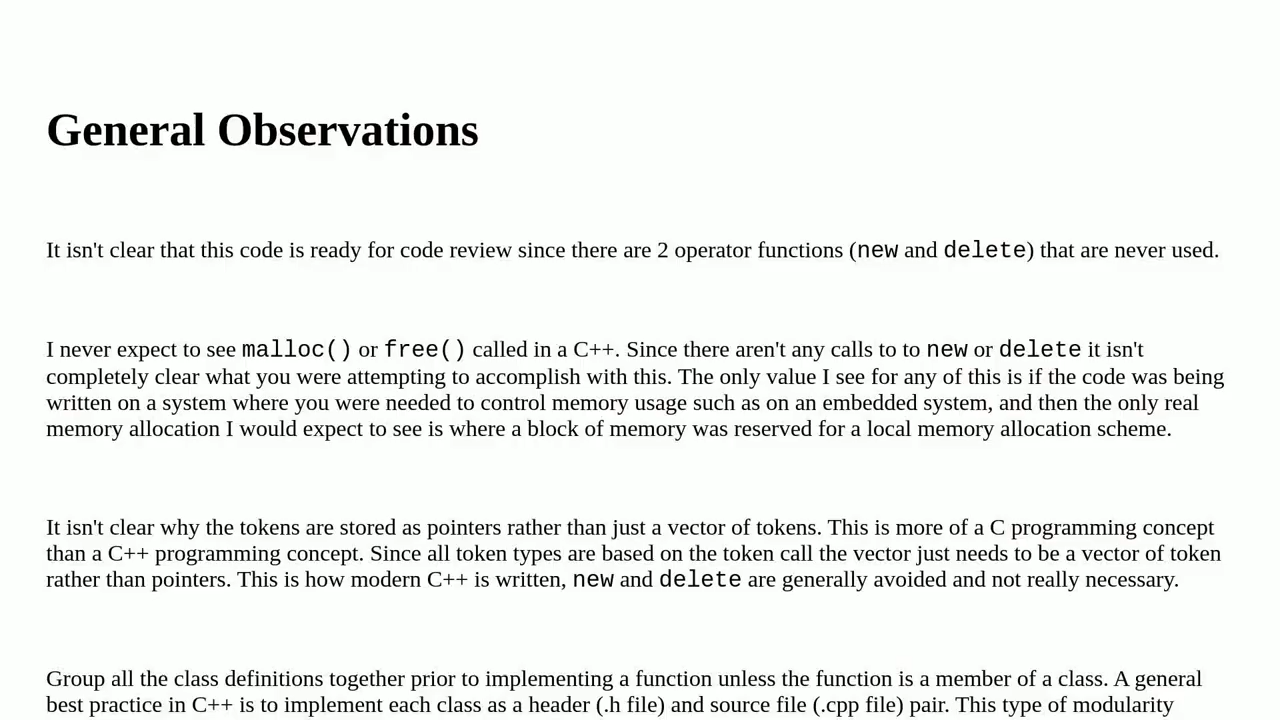 General Observations
It isn't clear that this code is ready for code review since there are 2 operator functions (new and delete) that are never used.
I never expect to see malloc() or free() called in a C++. Since there aren't any calls to to new or delete it isn't
completely clear what you were attempting to accomplish with this. The only value I see for any of this is if the code was being
written on a system where you were needed to control memory usage such as on an embedded system, and then the only real
memory allocation I would expect to see is where a block of memory was reserved for a local memory allocation scheme.
It isn't clear why the tokens are stored as pointers rather than just a vector of tokens. This is more of a C programming concept
than a C++ programming concept. Since all token types are based on the token call the vector just needs to be a vector of token
rather than pointers. This is how modern C++ is written, new and delete are generally avoided and not really necessary.
Group all the class definitions together prior to implementing a function unless the function is a member of a class. A general
best practice in C++ is to implement each class as a header (.h file) and source file (.cpp file) pair. This type of modularity